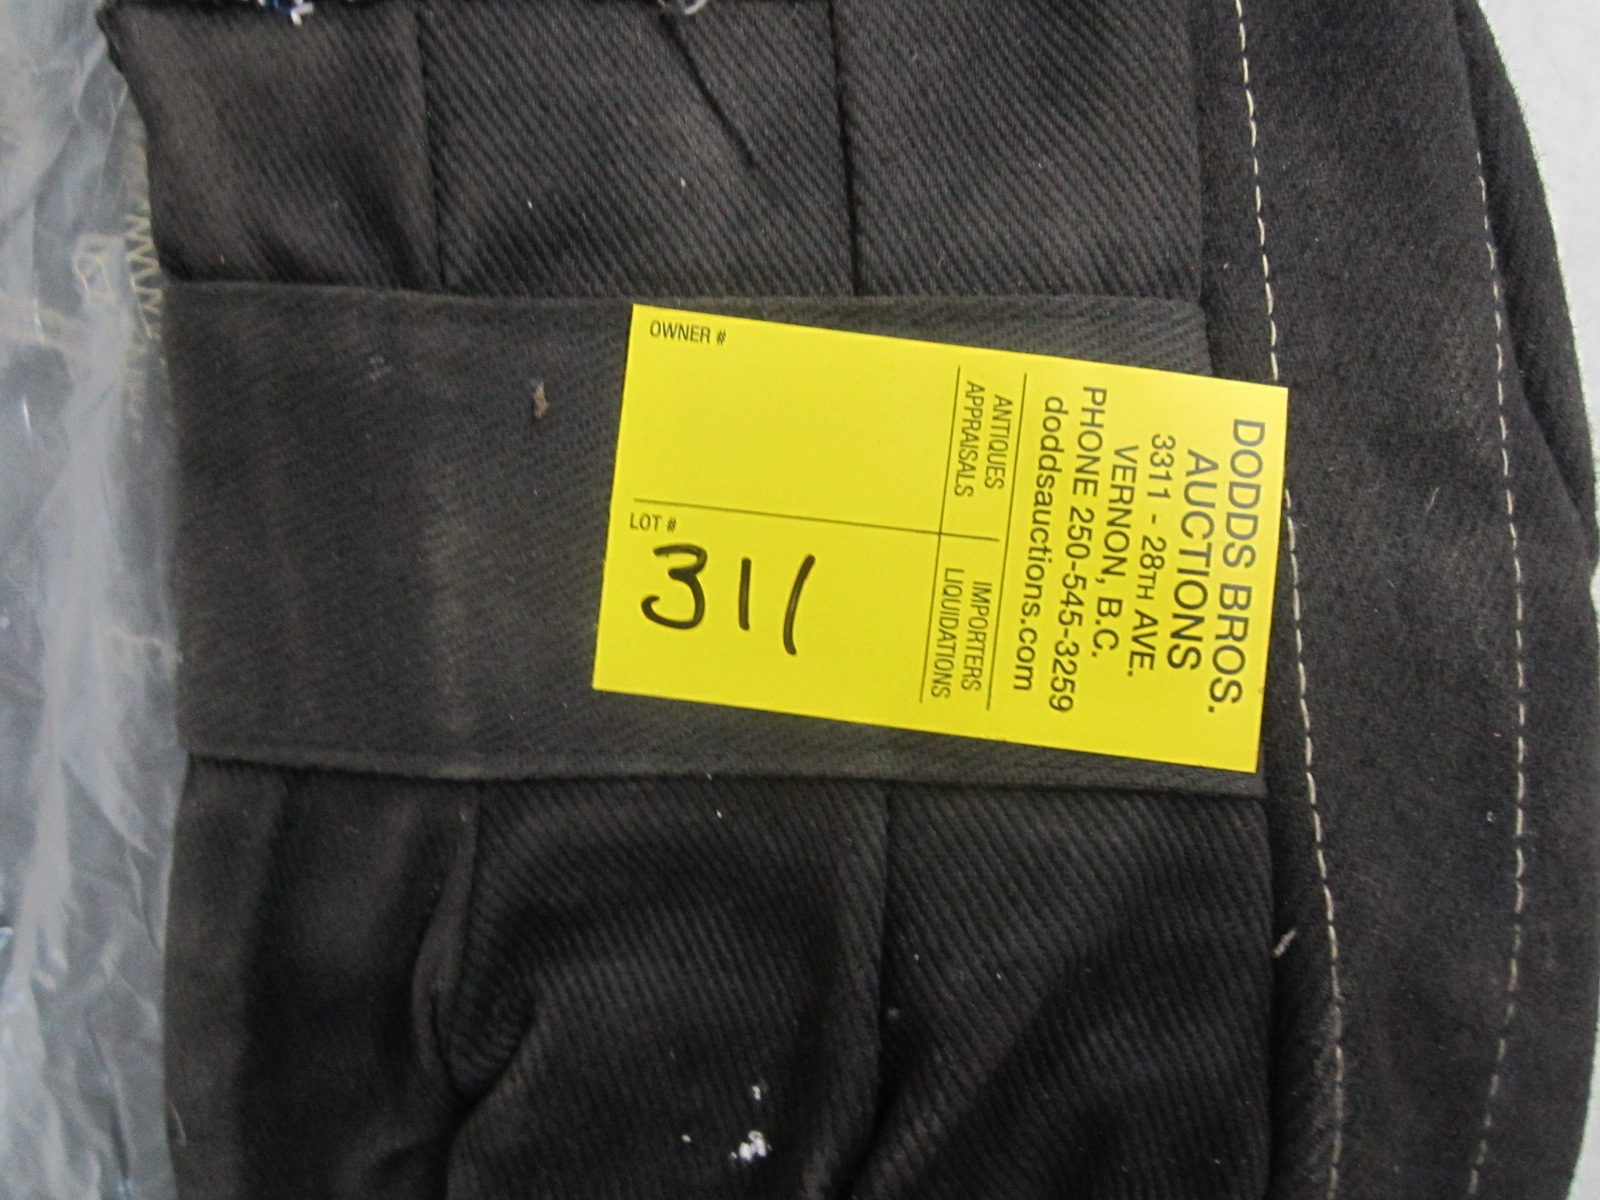 DODDS BROS.
AUCTIONS
3311 - 28TH AVE.
VERNON, B.C.
PHONE 250-545-3259
doddsauctions.com
ANTIQUES IMPORTERS
APPRAISALS LIQUIDATIONS
OWNER #
LOT #
311